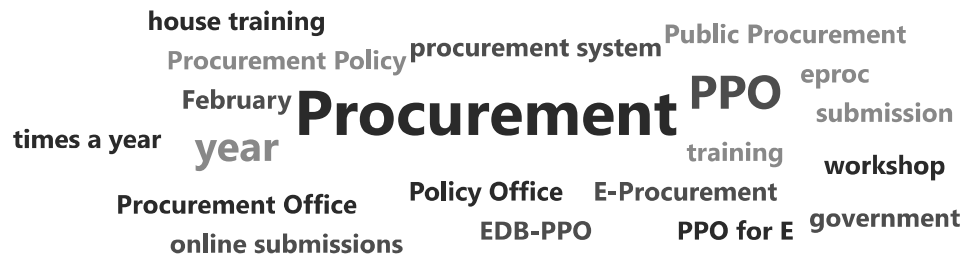 house training
Public Procurement
procurement system
Procurement Policy
eproc
PPO
February
Procurement
submission
times a year
year
training
workshop
Policy Office
E-Procurement
Procurement Office
government
EDB-PPO
PPO for E
online submissions